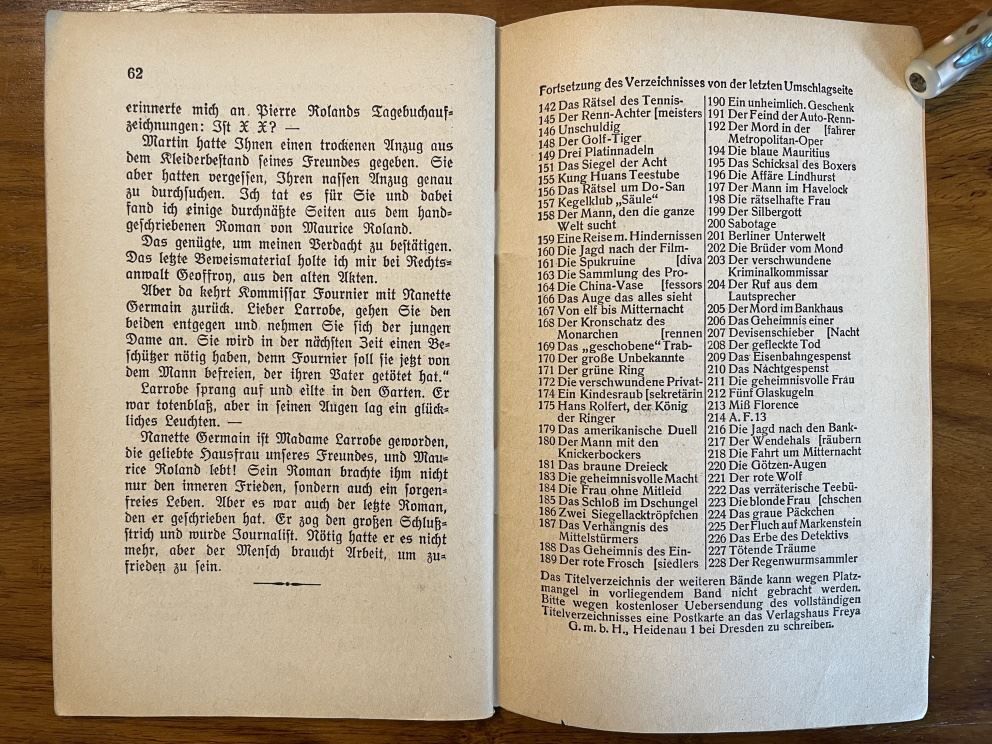 62
erinnerte mich an Pierre Rolands Tagebuchauf-
zeichnungen: Ist X X? —
Martin hatte Ihnen einen trockenen Anzug aus
dem Kleiderbestand seines Freundes gegeben. Sie
aber hatten vergessen, Ihren nassen Anzug genau
zu durchsuchen. Ich tat es für Sie und dabei
fand ich einige durchnäßte Seiten aus dem hand-
geschriebenen Roman von Maurice Roland.
Das genügte, um meinen Verdacht zu bestätigen.
Das letzte Beweismaterial holte ich mir bei Rechts-
anwalt Geoffroy, aus den alten Akten.
Aber da kehrt Kommissar Fournier mit Nanette
Germain zurück. Lieber Larrobe, gehen Sie den
beiden entgegen und nehmen Sie sich der jungen
Dame an. Sie wird in der nächsten Zeit einen Be-
schützer nötig haben, denn Fournier soll sie jetzt von
dem Mann befreien, der ihren Vater getötet hat.“
Larrobe sprang auf und eilte in den Garten. Er
war totenblaß, aber in seinen Augen lag ein glück-
liches Leuchten. —
Nanette Germain ist Madame Larrobe geworden,
die geliebte Hausfrau unseres Freundes, und Mau-
rice Roland lebt! Sein Roman brachte ihm nicht
nur den inneren Frieden, sondern auch ein sorgen-
freies Leben. Aber es war auch der letzte Roman,
den er geschrieben hat. Er zog den großen Schluß-
strich und wurde Journalist. Nötig hatte er es nicht
mehr, aber der Mensch braucht Arbeit, um zu-
frieden zu sein.
Fortsetzung des Verzeichnisses von der letzten Umschlagseite
142 Das Rätsel des Tennis-
145 Der Renn-Achter [meisters
146 Unschuldig
148 Der Golf-Tiger
149 Drei Platinnadeln
151 Das Siegel der Acht
155 Kung Huans Teestube
156 Das Rätsel um Do-San
157 Kegelklub „Säule“
158 Der Mann, den die ganze
Welt sucht
159 Eine Reise m. Hindernissen
160 Die Jagd nach der Film-
161 Die Spukruine [diva
163 Die Sammlung des Pro-
164 Die China-Vase [fessors
166 Das Auge das alles sieht
167 Von elf bis Mitternacht
168 Der Kronschatz des
Monarchen [rennen
169 Das „geschobene“ Trab-
170 Der große Unbekannte
171 Der grüne Ring
172 Die verschwundene Privat-
174 Ein Kindesraub [sekretärin
175 Hans Rolfert, der König
der Ringer
179 Das amerikanische Duell
180 Der Mann mit den
Knickerbockers
181 Das braune Dreieck
183 Die geheimnisvolle Macht
184 Die Frau ohne Mitleid
185 Das Schloß im Dschungel
186 Zwei Siegellacktröpfchen
187 Das Verhängnis des
Mittelstürmers
188 Das Geheimnis des Ein-
189 Der rote Frosch [siedlers
190 Ein unheimlich. Geschenk
191 Der Feind der Auto-Renn-
192 Der Mord in der [fahrer
Metropolitan-Oper
194 Die blaue Mauritius
195 Das Schicksal des Boxers
196 Die Affäre Lindhurst
197 Der Mann im Havelock
198 Die rätselhafte Frau
199 Der Silbergott
200 Sabotage
201 Berliner Unterwelt
202 Die Brüder vom Mond
203 Der verschwundene
Kriminalkommissar
204 Der Ruf aus dem
Lautsprecher
205 Der Mord im Bankhaus
206 Das Geheimnis einer
207 Devisenschieber [Nacht
208 Der gefleckte Tod
209 Das Eisenbahngespenst
210 Das Nachtgespenst
211 Die geheimnisvolle Frau
212 Fünf Glaskugeln
213 Miß Florence
214 A. F. 13
216 Die Jagd nach den Bank-
217 Der Wendehals [räubern
218 Die Fahrt um Mitternacht
220 Die Götzen-Augen
221 Der rote Wolf
222 Das verräterische Teebü-
223 Die blonde Frau [chschen
224 Das graue Päckchen
225 Der Fluch auf Markenstein
226 Das Erbe des Detektivs
227 Tötende Träume
228 Der Regenwurmsammler
Das Titelverzeichnis der weiteren Bände kann wegen Platz-
mangel in vorliegendem Band nicht gebracht werden.
Bitte wegen kostenloser Uebersendung des vollständigen
Titelverzeichnisses eine Postkarte an das Verlagshaus Freya
G. m. b. H., Heidenau 1 bei Dresden zu schreiben.